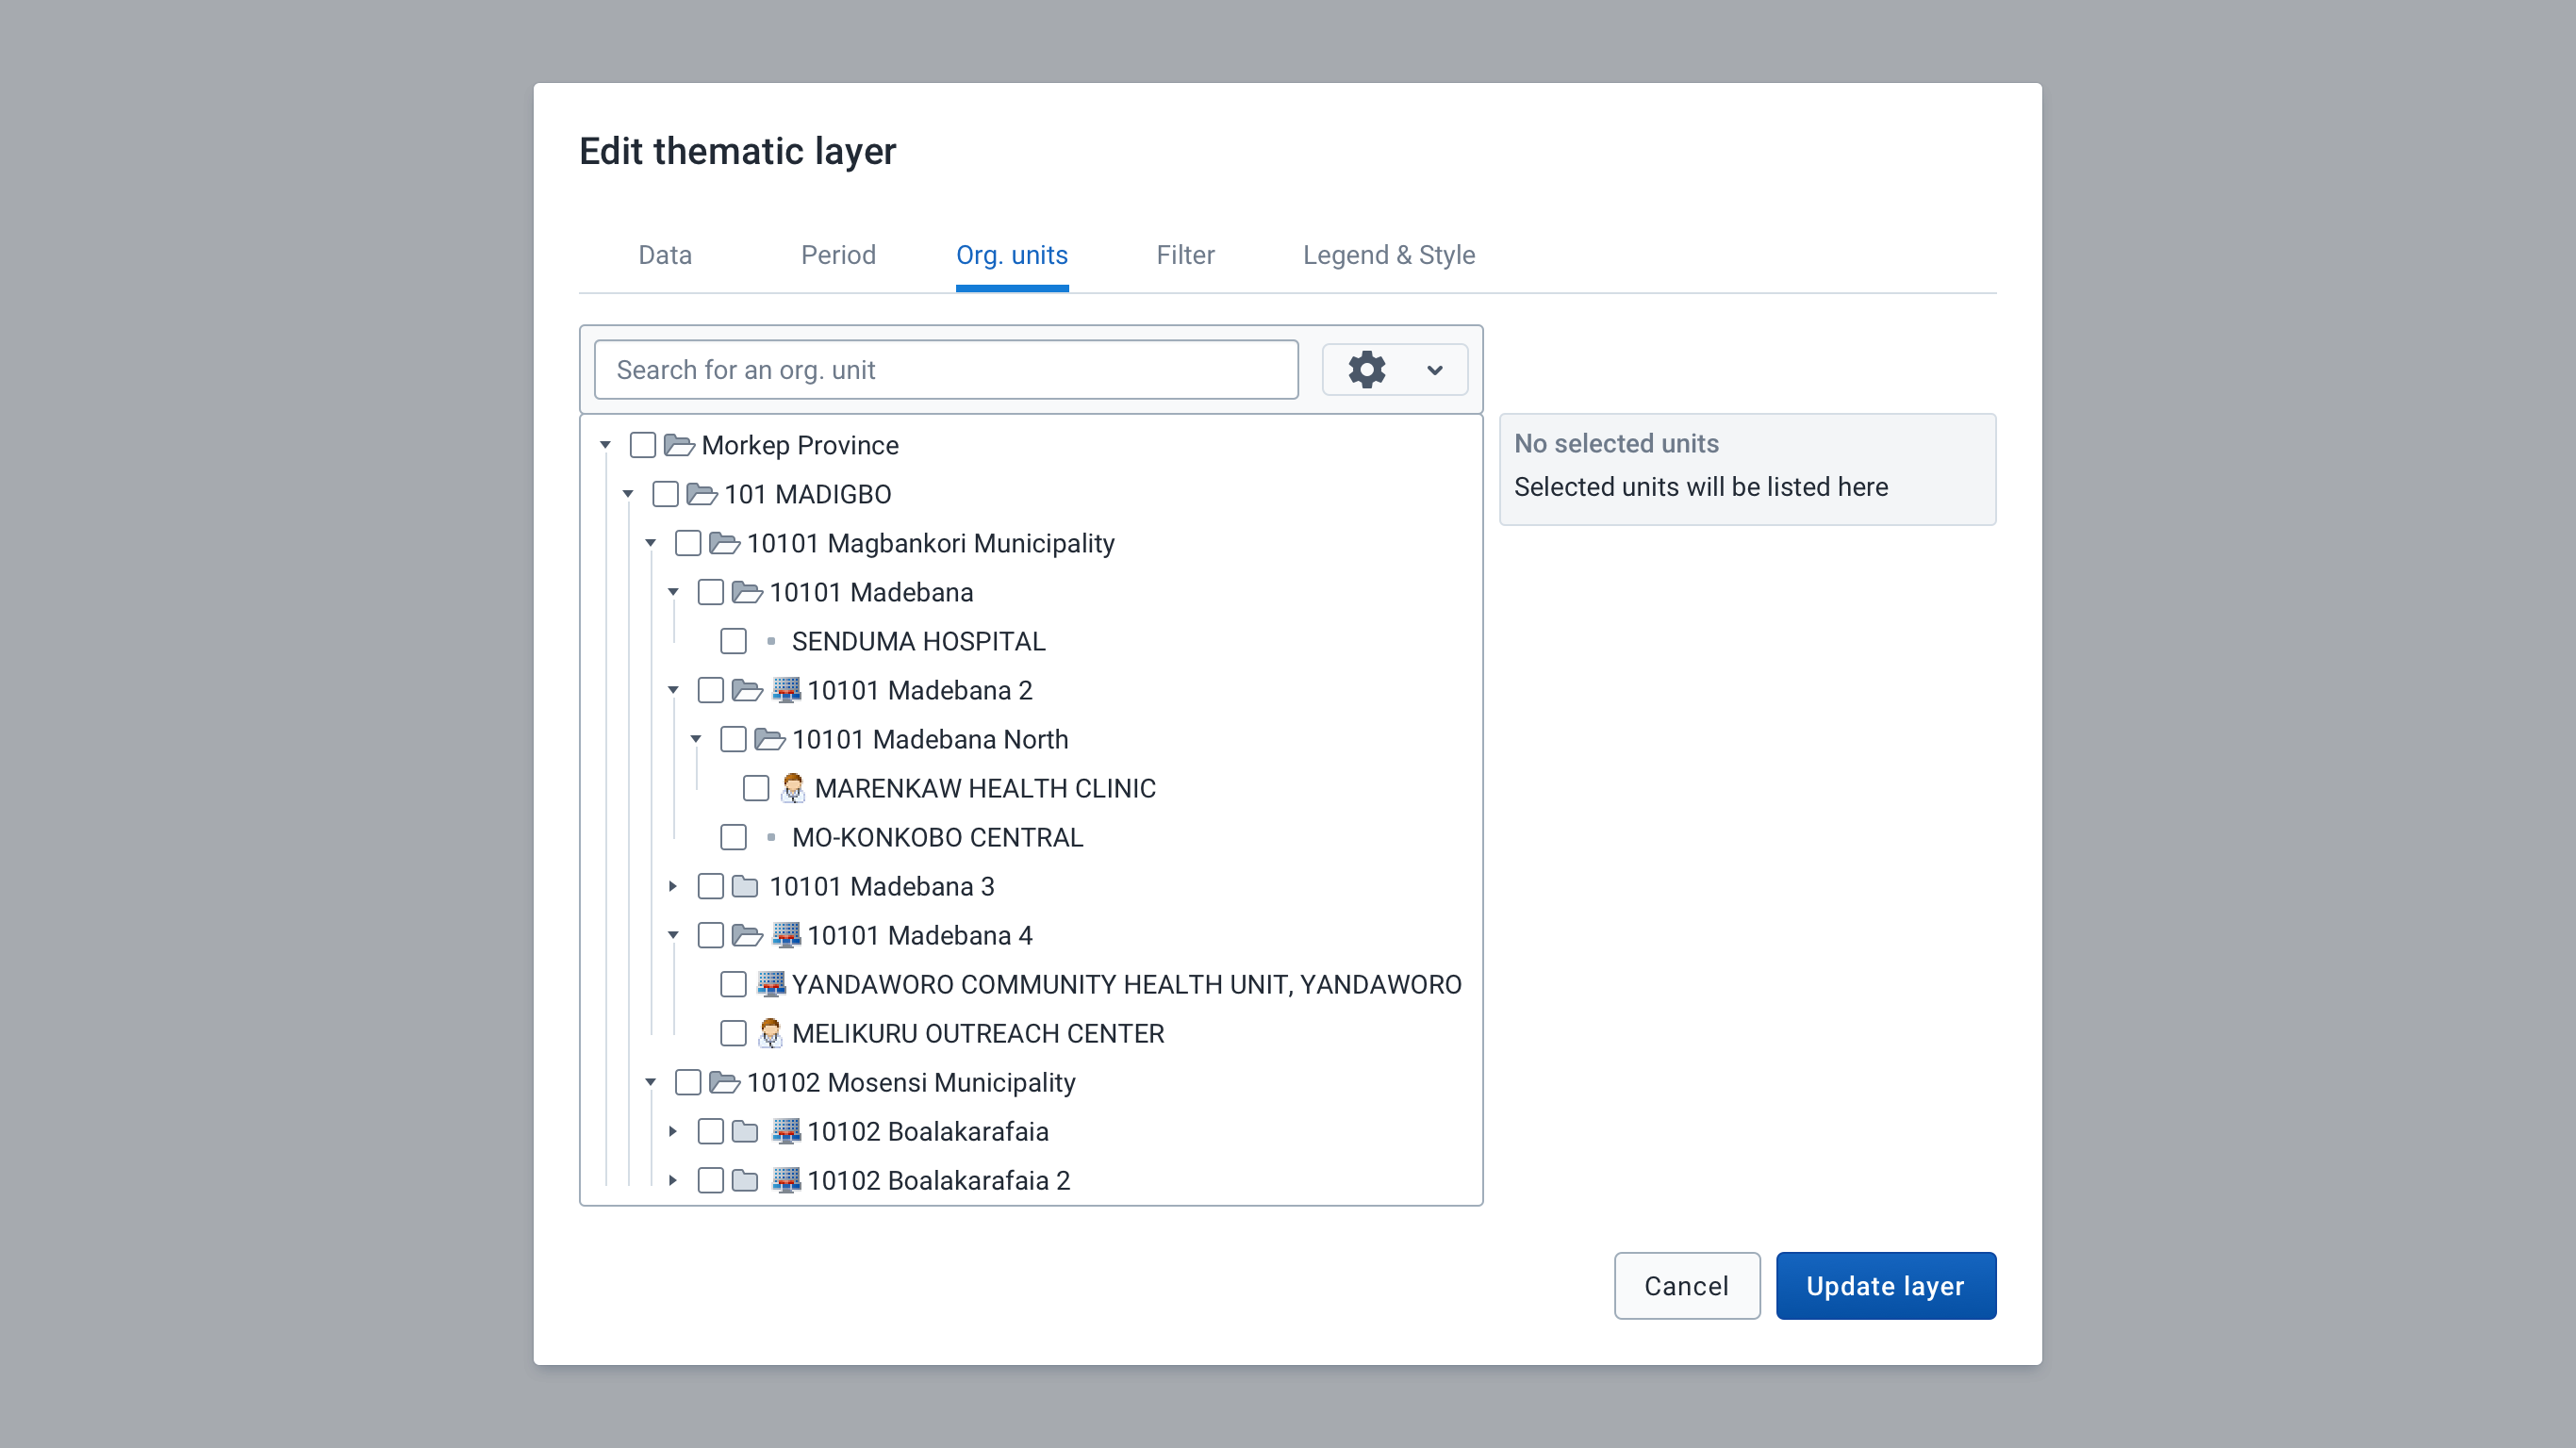 Edit thematic layer
Data Period Org. units Filter Legend & Style
Search for an org. unit
Morkep Province
101 MADIGBO
10101 Magbankori Municipality
10101 Madebana
SENDUMA HOSPITAL
10101 Madebana 2
10101 Madebana North
MARENKAW HEALTH CLINIC
MO-KONKOBO CENTRAL
10101 Madebana 3
10101 Madebana 4
YANDAWORO COMMUNITY HEALTH UNIT, YANDAWORO
MELIKURU OUTREACH CENTER
10102 Mosensi Municipality
10102 Boalakarafaia
10102 Boalakarafaia 2
No selected units
Selected units will be listed here
Cancel Update layer